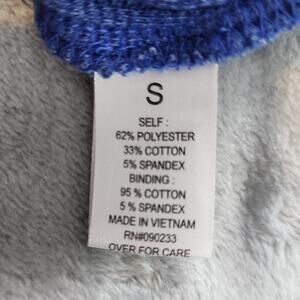 S
SELF :
62% POLYESTER
33% COTTON
5% SPANDEX
BINDING :
95 % COTTON
5 % SPANDEX
MADE IN VIETNAM
RN#090233
OVER FOR CARE